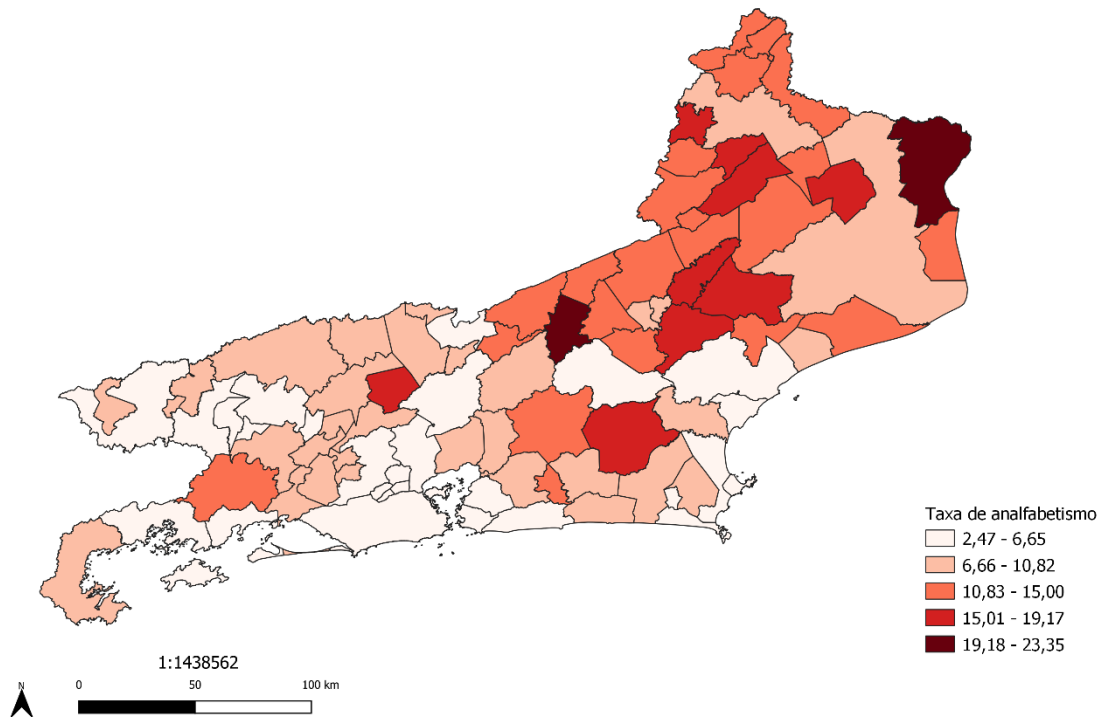 Taxa de analfabetismo
2,47 - 6,65
6,66 - 10,82
10,83 - 15,00
15,01 - 19,17
19,18 - 23,35
1:1438562
N
0 50 100 km